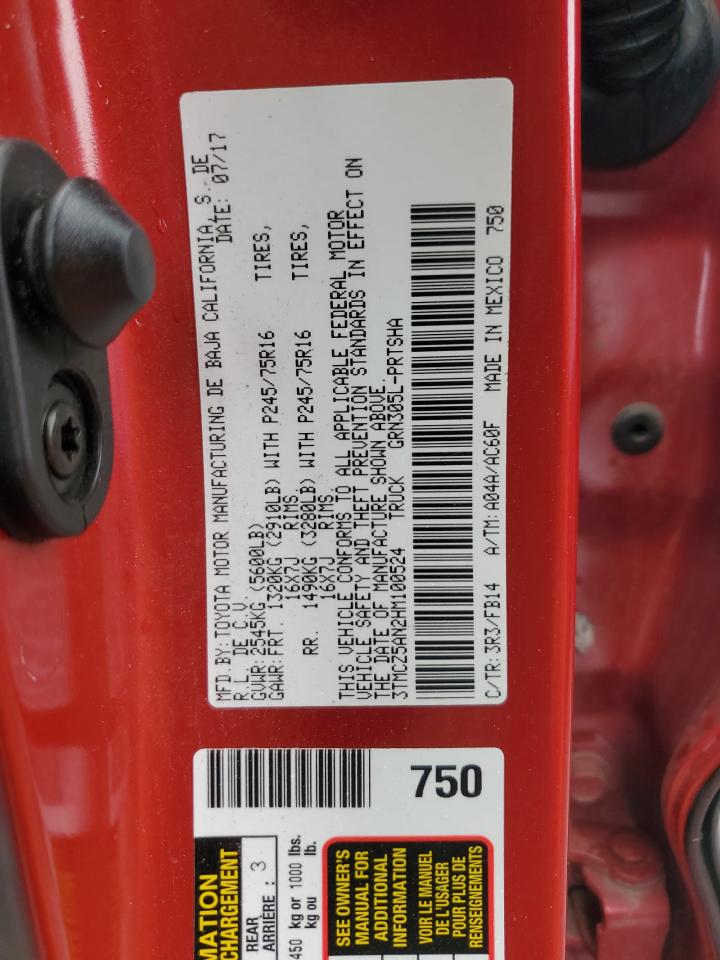 MFD.BY:TOYOTA MOTOR MANUFACTURING DE BAJA CALIFORNIA, S. DE
R.L. DE C.V. DATE: 07/17
GVWR:2545KG (5600LB)
GAWR:FRT. 1320KG (2910LB) WITH P245/75R16 TIRES,
16X7J RIMS,
RR. 1490KG (3280LB) WITH P245/75R16 TIRES,
16X7J RIMS.
THIS VEHICLE CONFORMS TO ALL APPLICABLE FEDERAL MOTOR
VEHICLE SAFETY AND THEFT PREVENTION STANDARDS IN EFFECT ON
THE DATE OF MANUFACTURE SHOWN ABOVE.
3TMCZ5AN2HM100524 TRUCK GRN305L-PRTSHA
C/TR:3R3/FB14 A/TM:A04A/AC60F MADE IN MEXICO 750
750
MATION
CHARGEMENT
REAR
ARRIÈRE : 3
450 kg or 1000 lbs.
kg ou lb.
SEE OWNER'S
MANUAL FOR
ADDITIONAL
INFORMATION
VOIR LE MANUEL
DE L'USAGER
POUR PLUS DE
RENSEIGNEMENTS